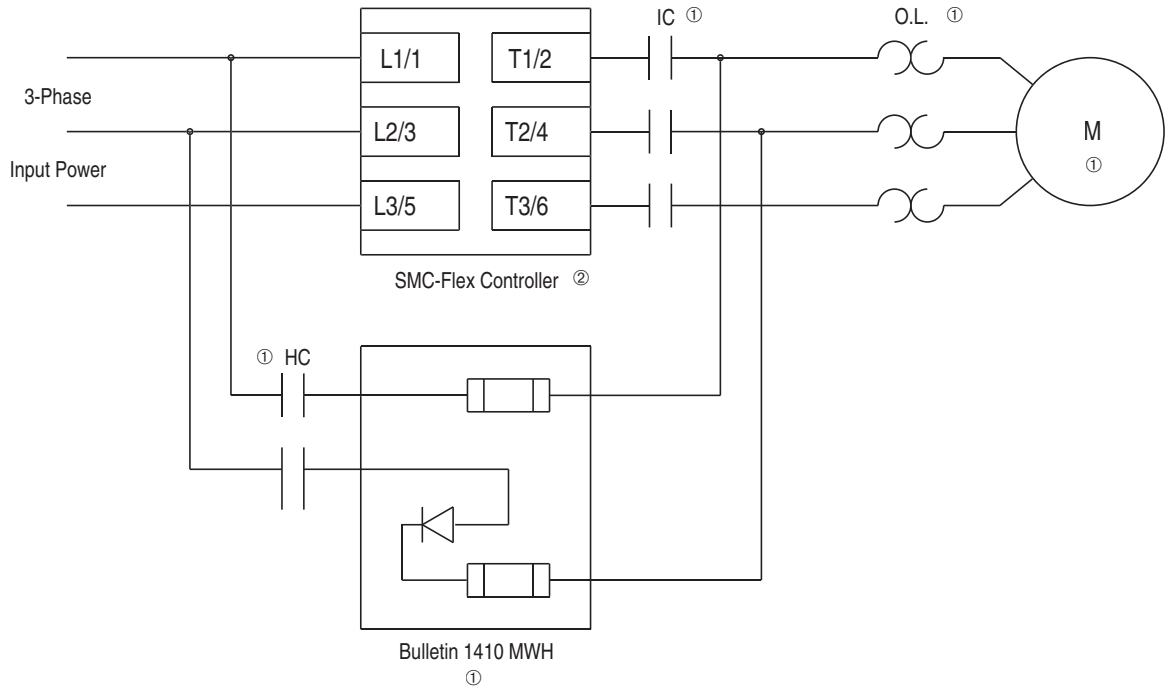 IC ①
O.L. ①
L1/1
T1/2
3-Phase
L2/3
T2/4
M
①
Input Power
L3/5
T3/6
SMC-Flex Controller ②
① HC
Bulletin 1410 MWH
①